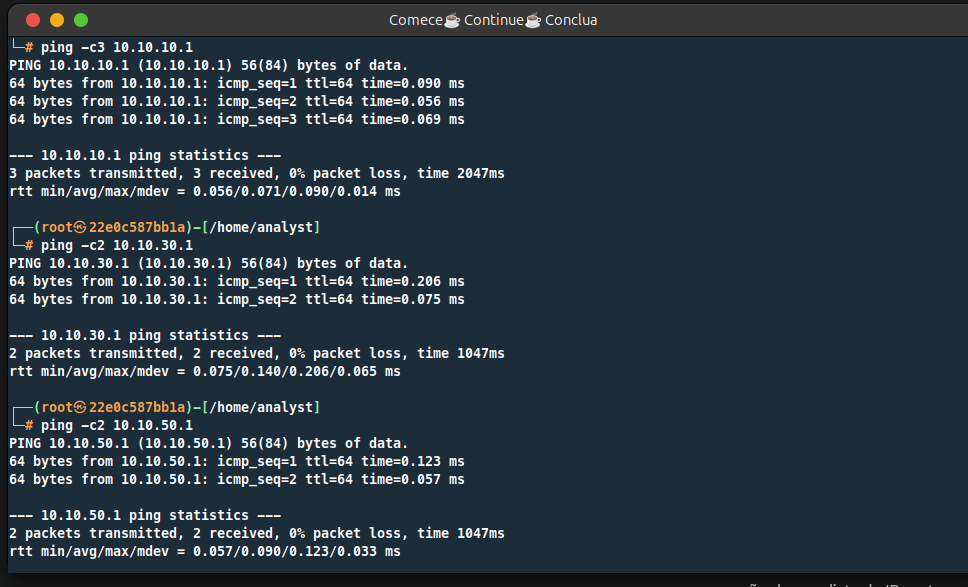 Comece☕ Continue☕ Conclua
└─# ping -c3 10.10.10.1
PING 10.10.10.1 (10.10.10.1) 56(84) bytes of data.
64 bytes from 10.10.10.1: icmp_seq=1 ttl=64 time=0.090 ms
64 bytes from 10.10.10.1: icmp_seq=2 ttl=64 time=0.056 ms
64 bytes from 10.10.10.1: icmp_seq=3 ttl=64 time=0.069 ms

--- 10.10.10.1 ping statistics ---
3 packets transmitted, 3 received, 0% packet loss, time 2047ms
rtt min/avg/max/mdev = 0.056/0.071/0.090/0.014 ms

┌──(root㉿22e0c587bb1a)-[/home/analyst]
└─# ping -c2 10.10.30.1
PING 10.10.30.1 (10.10.30.1) 56(84) bytes of data.
64 bytes from 10.10.30.1: icmp_seq=1 ttl=64 time=0.206 ms
64 bytes from 10.10.30.1: icmp_seq=2 ttl=64 time=0.075 ms

--- 10.10.30.1 ping statistics ---
2 packets transmitted, 2 received, 0% packet loss, time 1047ms
rtt min/avg/max/mdev = 0.075/0.140/0.206/0.065 ms

┌──(root㉿22e0c587bb1a)-[/home/analyst]
└─# ping -c2 10.10.50.1
PING 10.10.50.1 (10.10.50.1) 56(84) bytes of data.
64 bytes from 10.10.50.1: icmp_seq=1 ttl=64 time=0.123 ms
64 bytes from 10.10.50.1: icmp_seq=2 ttl=64 time=0.057 ms

--- 10.10.50.1 ping statistics ---
2 packets transmitted, 2 received, 0% packet loss, time 1047ms
rtt min/avg/max/mdev = 0.057/0.090/0.123/0.033 ms